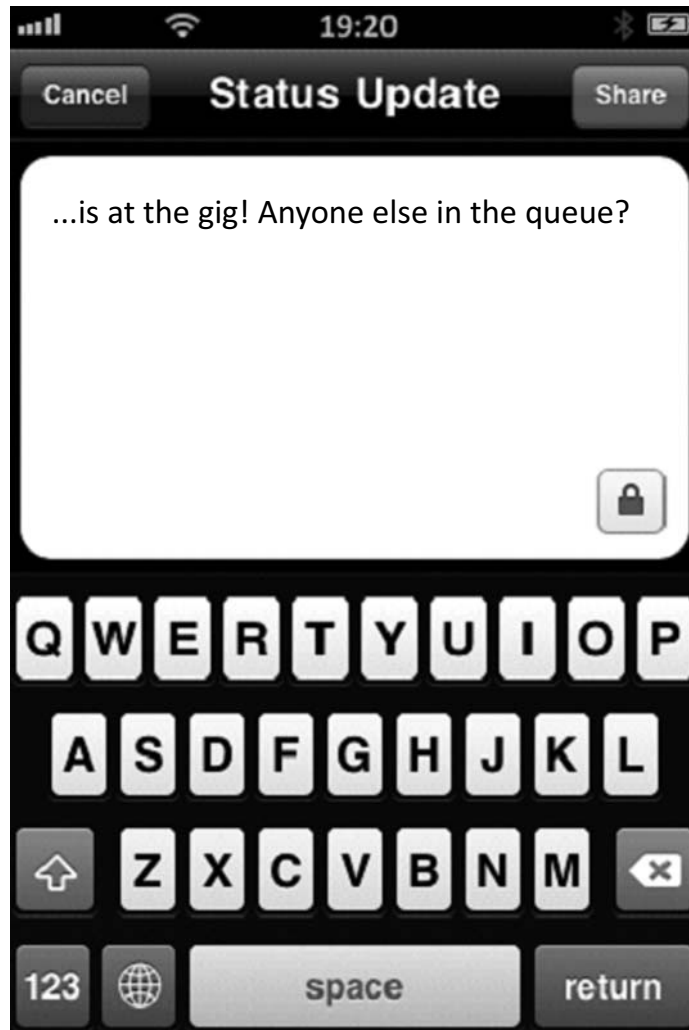 19:20
Cancel Status Update Share
...is at the gig! Anyone else in the queue?
Q W E R T Y U I O P
A S D F G H J K L
Z X C V B N M
123 space return